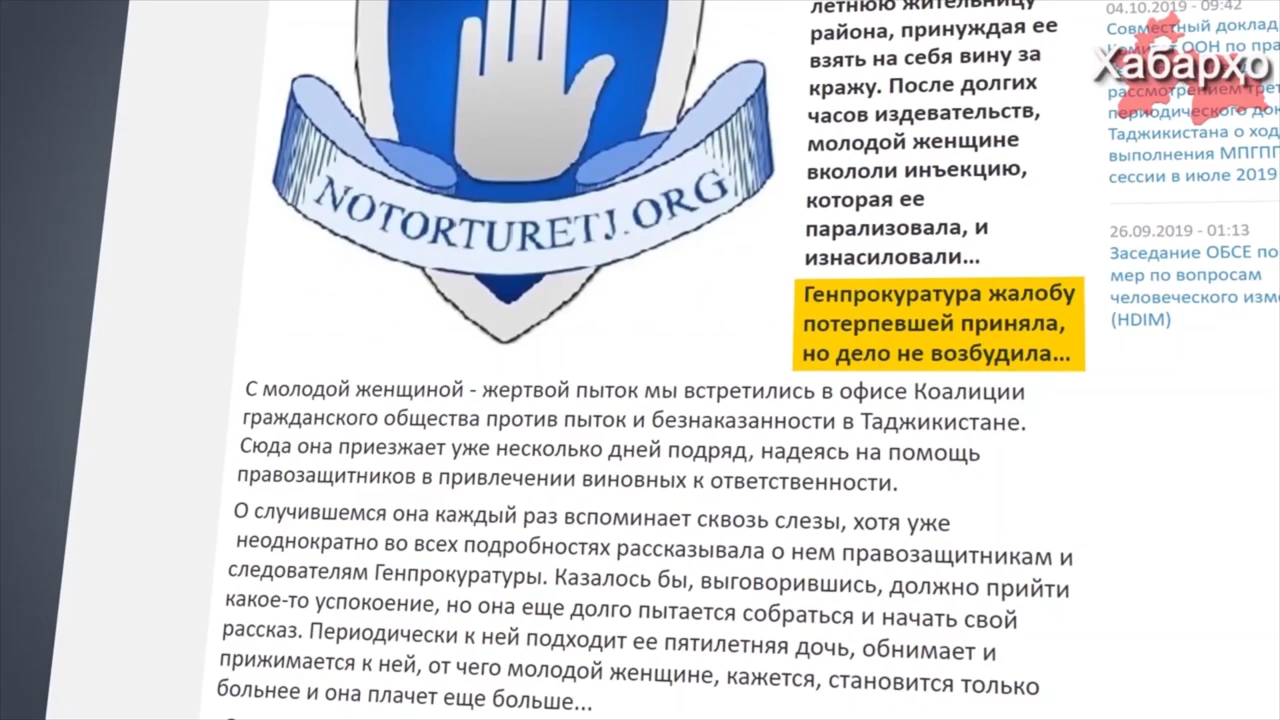 летнюю жительницу
района, принуждая ее
взять на себя вину за
кражу. После долгих
часов издевательств,
молодой женщине
вкололи инъекцию,
которая ее
парализовала, и
изнасиловали...
Генпрокуратура жалобу
потерпевшей приняла,
но дело не возбудила...
NOTORTURETJ.ORG
С молодой женщиной - жертвой пыток мы встретились в офисе Коалиции
гражданского общества против пыток и безнаказанности в Таджикистане.
Сюда она приезжает уже несколько дней подряд, надеясь на помощь
правозащитников в привлечении виновных к ответственности.
О случившемся она каждый раз вспоминает сквозь слезы, хотя уже
неоднократно во всех подробностях рассказывала о нем правозащитникам и
следователям Генпрокуратуры. Казалось бы, выговорившись, должно прийти
какое-то успокоение, но она еще долго пытается собраться и начать свой
рассказ. Периодически к ней подходит ее пятилетняя дочь, обнимает и
прижимается к ней, от чего молодой женщине, кажется, становится только
больнее и она плачет еще больше...
04.10.2019 - 09:42
Совместный доклад
ООН по
Хабарҳо
рассмотрением
периодического
Таджикистана о ход
выполнения МПГПП
сессии в июле 2019
26.09.2019 - 01:13
Заседание ОБСЕ по
мер по вопросам
человеческого
(HDIM)